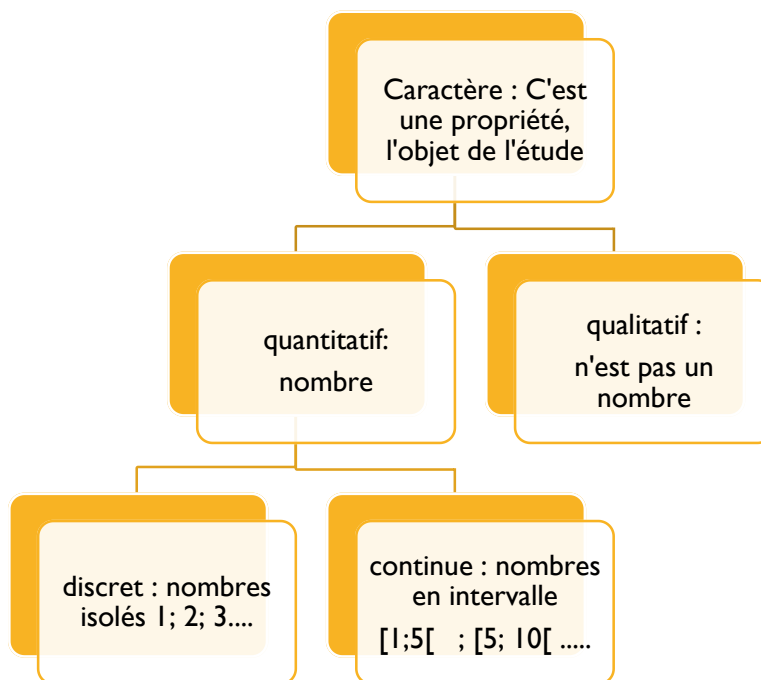 Caractère : C'est
une propriété,
l'objet de l'étude
quantitatif:
nombre
qualitatif :
n'est pas un
nombre
discret : nombres
isolés 1; 2; 3....
continue : nombres
en intervalle
[1;5[ ; [5; 10[ .....